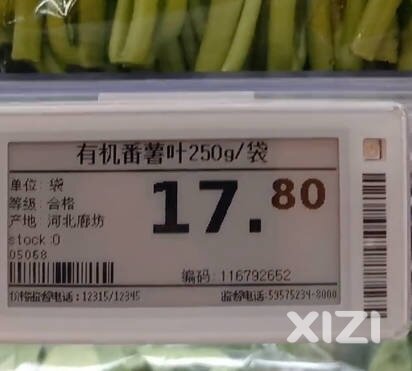 有机番薯叶250g/袋
单位: 袋
等级: 合格
产地 河北廊坊
stock:0
05068
17.80
编码: 116792652
价格监督电话:12315/12345 监督电话:59575234-8000
XIZI